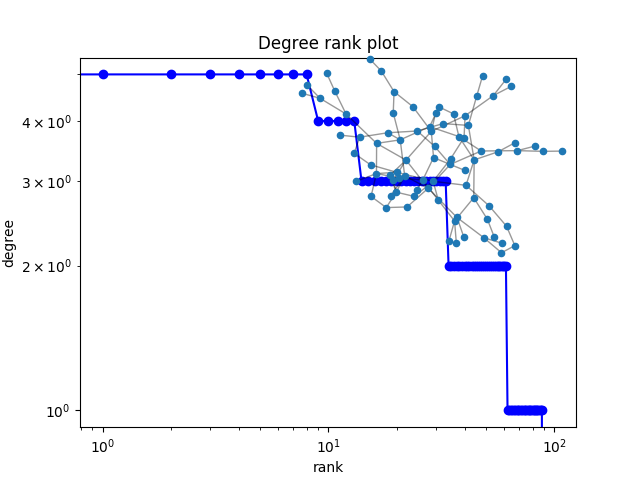 Degree rank plot
degree
4 × 10⁰
3 × 10⁰
2 × 10⁰
10⁰
10⁰
10¹
10²
rank